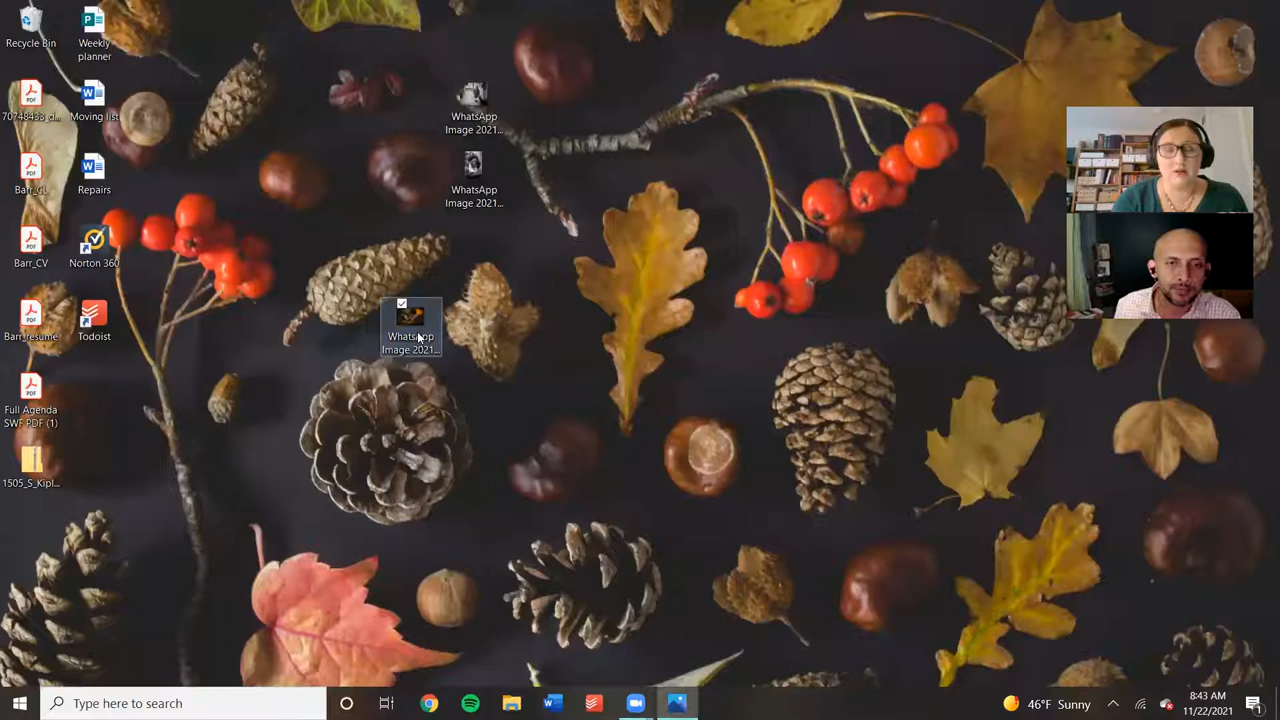 Recycle Bin
Weekly
planner
70748433_d...
Moving list
Barr_CL
Repairs
Barr_CV
Norton 360
Barr_resume
Todoist
Full Agenda
SWF PDF (1)
1505_S_Kipl...
WhatsApp
Image 2021...
WhatsApp
Image 2021...
WhatsApp
Image 2021...
Type here to search
46°F Sunny
8:43 AM
11/22/2021